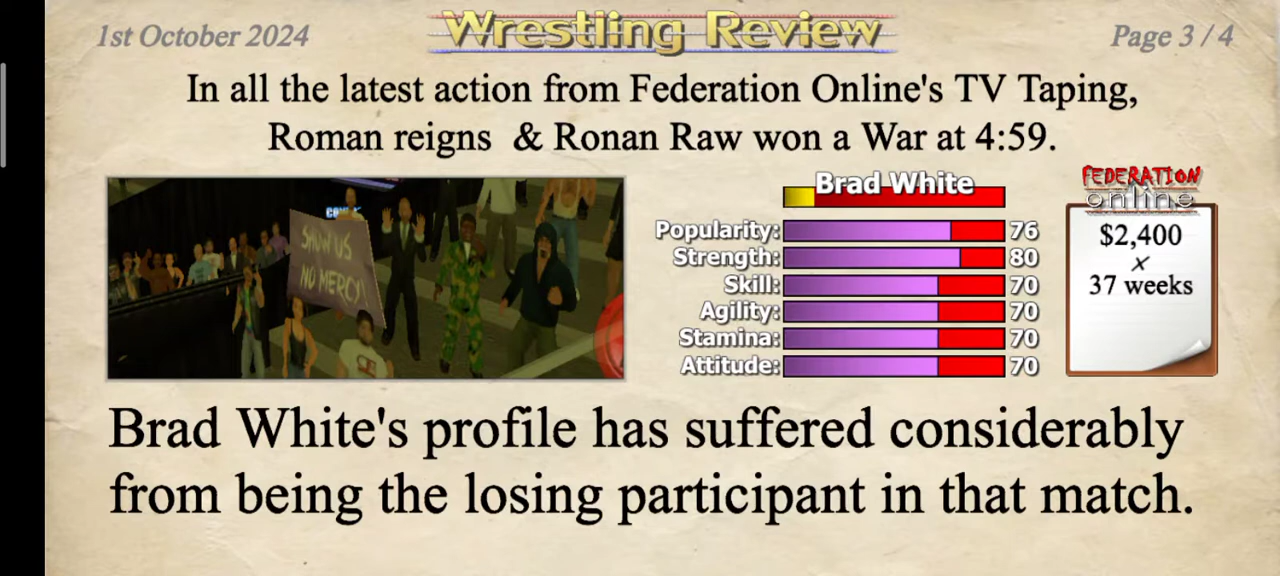 1st October 2024
Wrestling Review
Page 3 / 4
In all the latest action from Federation Online's TV Taping,
Roman reigns & Ronan Raw won a War at 4:59.
SHOW US
NO MERCY
Brad White
Popularity: 76
Strength: 80
Skill: 70
Agility: 70
Stamina: 70
Attitude: 70
FEDERATION
online
$2,400
x
37 weeks
Brad White's profile has suffered considerably
from being the losing participant in that match.